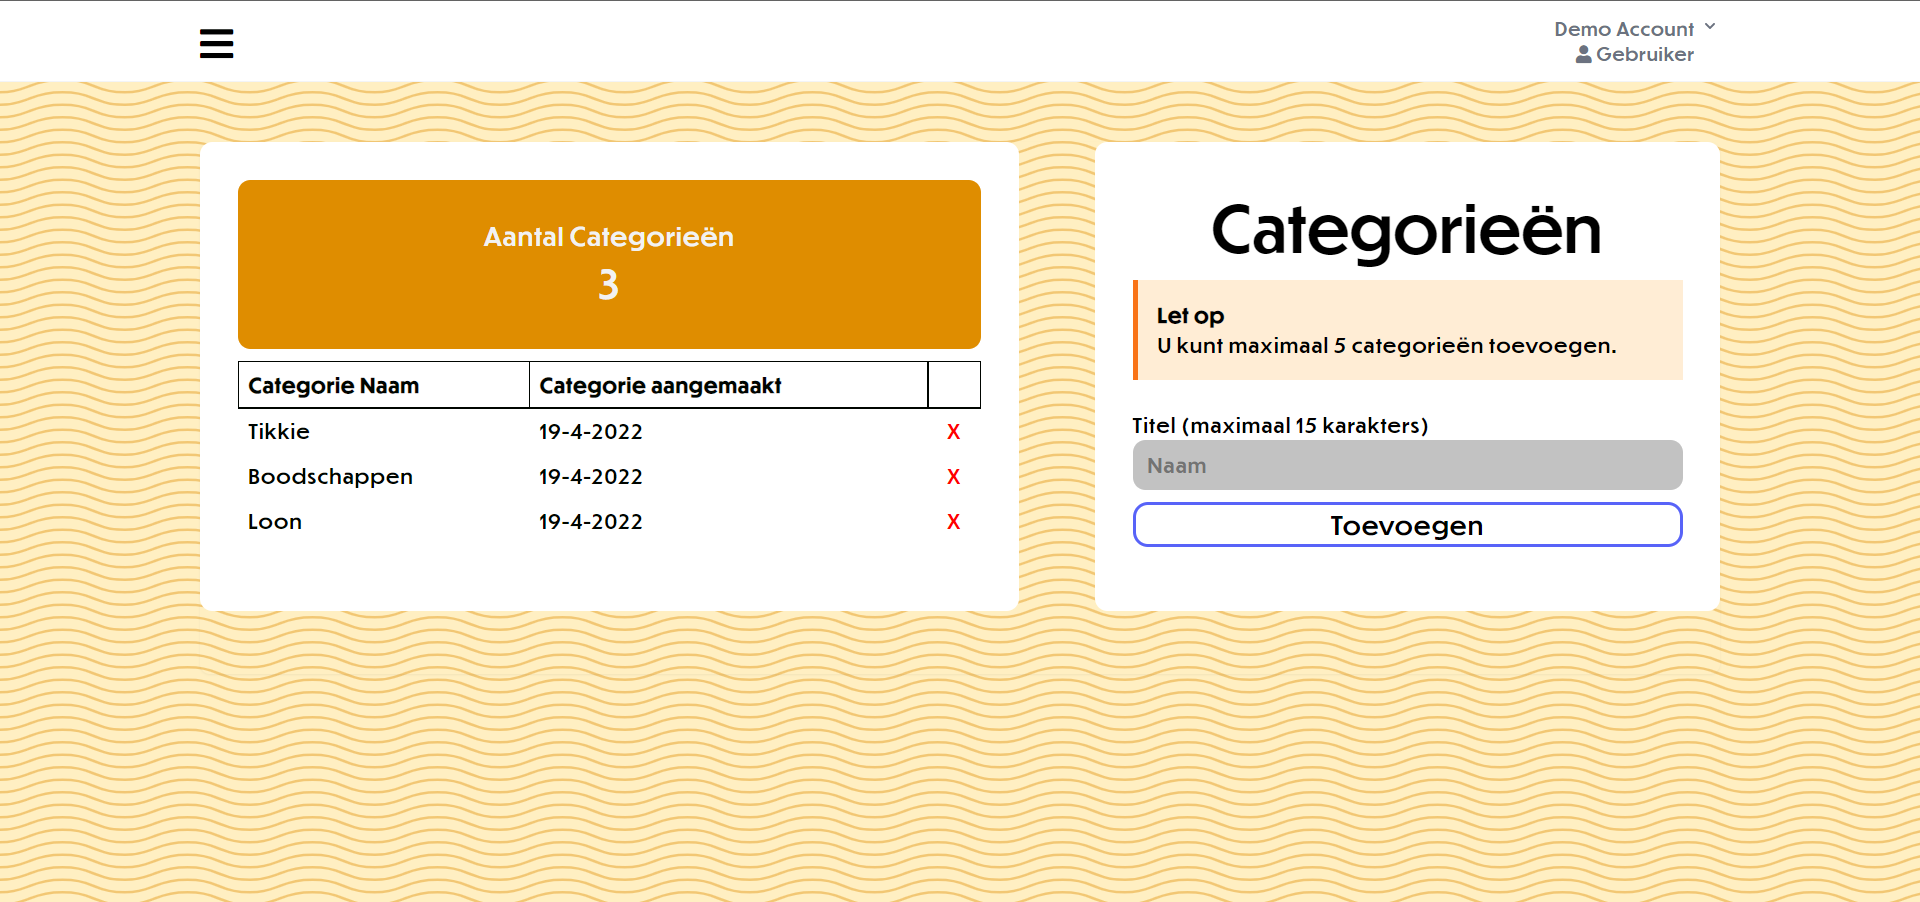 Demo Account
Gebruiker
Aantal Categorieën
3
Categorie Naam Categorie aangemaakt
Tikkie 19-4-2022 X
Boodschappen 19-4-2022 X
Loon 19-4-2022 X
Categorieën
Let op
U kunt maximaal 5 categorieën toevoegen.
Titel (maximaal 15 karakters)
Naam
Toevoegen